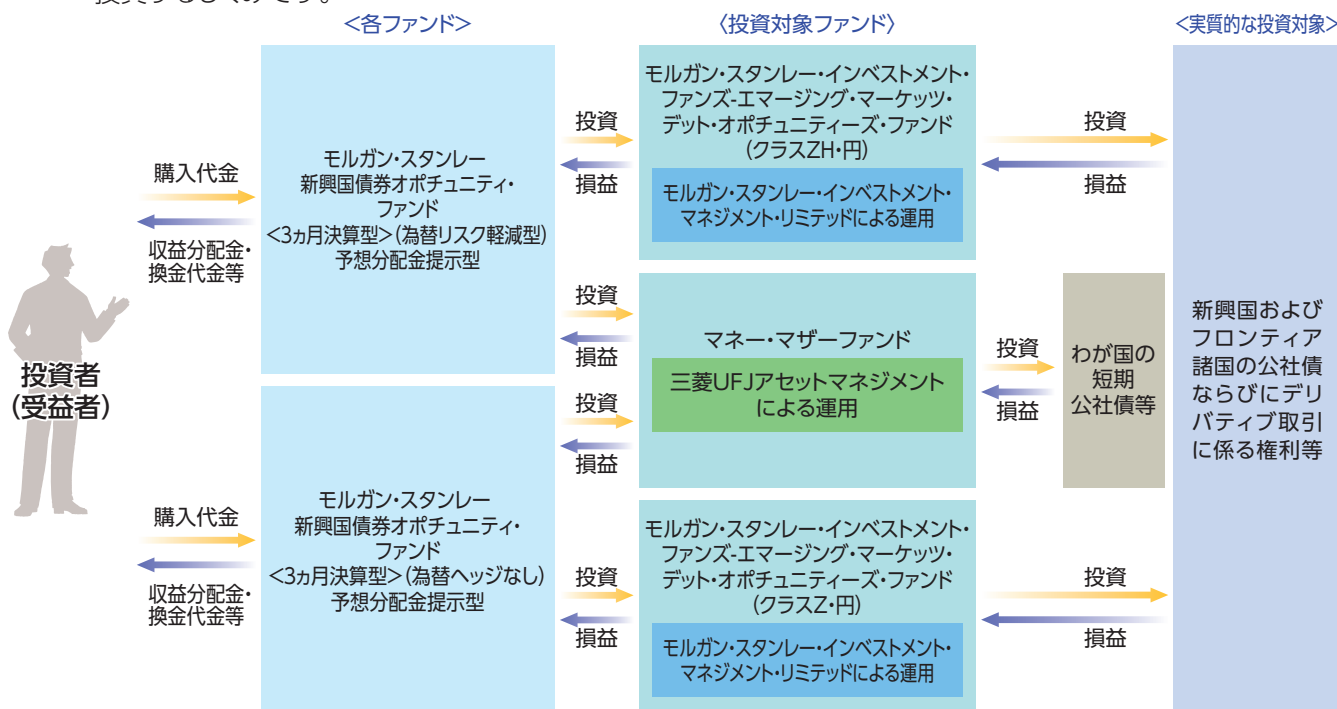 投資するしくみです。
<各ファンド>
〈投資対象ファンド〉
<実質的な投資対象>
購入代金
収益分配金・
換金代金等
モルガン・スタンレー
新興国債券オポチュニティ・
ファンド
<3ヵ月決算型>(為替リスク軽減型)
予想分配金提示型
投資
損益
モルガン・スタンレー・インベストメント・
ファンズ-エマージング・マーケッツ・
デット・オポチュニティーズ・ファンド
(クラスZH・円)
モルガン・スタンレー・インベストメント・
マネジメント・リミテッドによる運用
投資
損益
投資者
(受益者)
投資
損益
投資
損益
マネー・マザーファンド
三菱UFJアセットマネジメント
による運用
投資
損益
わが国の
短期
公社債等
新興国および
フロンティア
諸国の公社債
ならびにデリ
バティブ取引
に係る権利等
購入代金
収益分配金・
換金代金等
モルガン・スタンレー
新興国債券オポチュニティ・
ファンド
<3ヵ月決算型>(為替ヘッジなし)
予想分配金提示型
投資
損益
モルガン・スタンレー・インベストメント・
ファンズ-エマージング・マーケッツ・
デット・オポチュニティーズ・ファンド
(クラスZ・円)
モルガン・スタンレー・インベストメント・
マネジメント・リミテッドによる運用
投資
損益